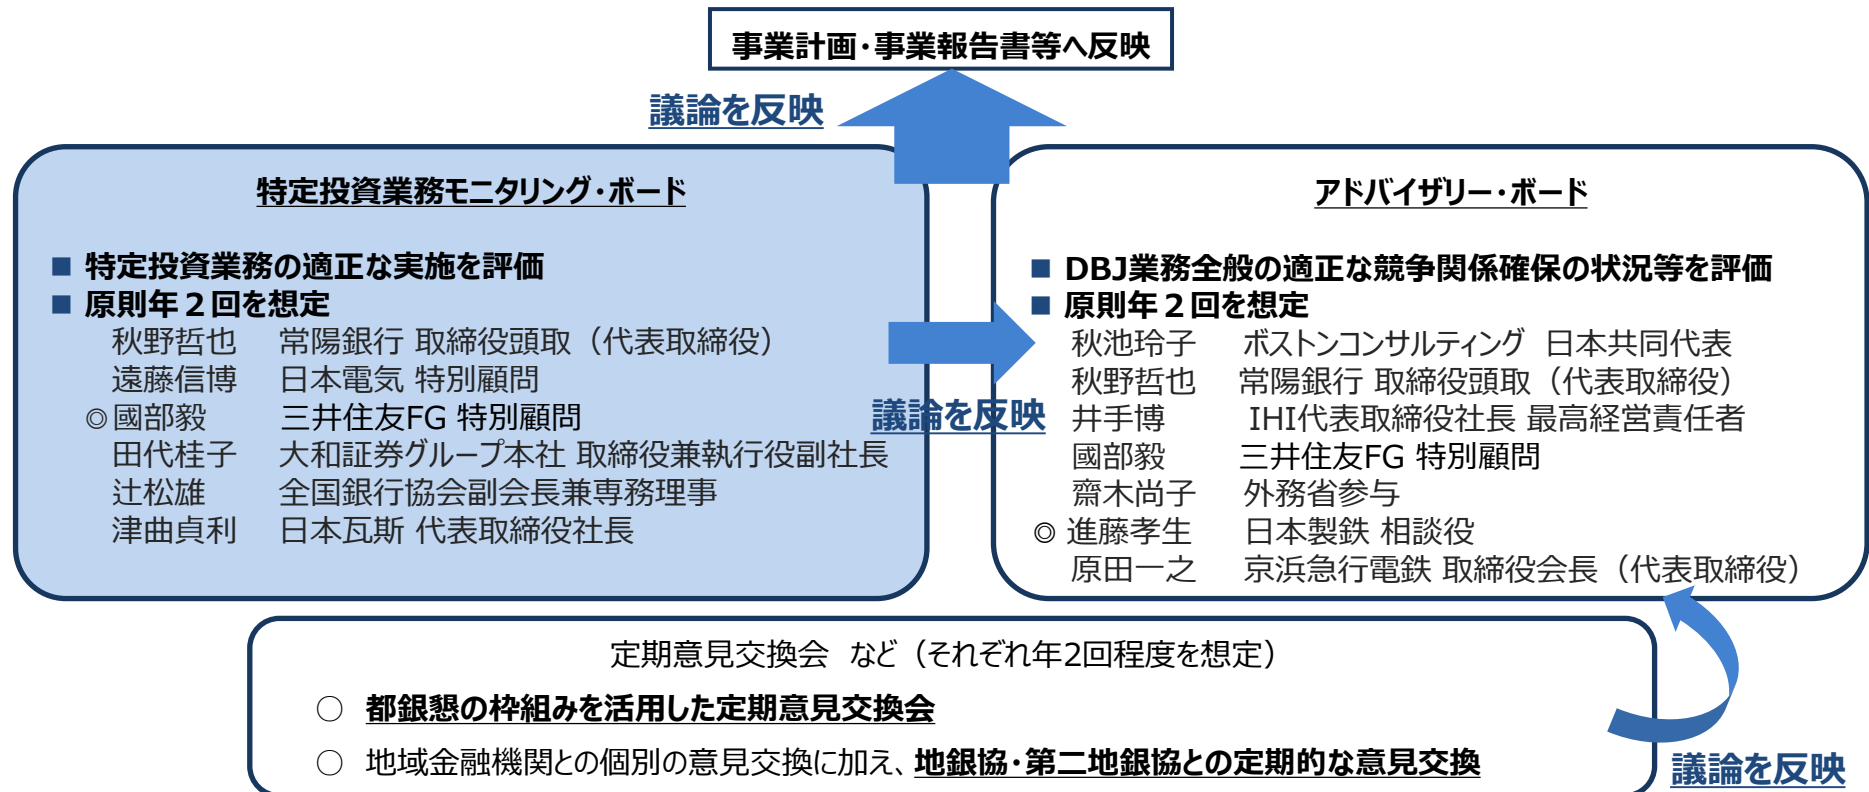 事業計画・事業報告書等へ反映
議論を反映
特定投資業務モニタリング・ボード
■ 特定投資業務の適正な実施を評価
■ 原則年２回を想定
秋野哲也 常陽銀行 取締役頭取（代表取締役）
遠藤信博 日本電気 特別顧問
◎國部毅 三井住友FG 特別顧問
田代桂子 大和証券グループ本社 取締役兼執行役副社長
辻松雄 全国銀行協会副会長兼専務理事
津曲貞利 日本瓦斯 代表取締役社長
議論を反映
アドバイザリー・ボード
■ DBJ業務全般の適正な競争関係確保の状況等を評価
■ 原則年２回を想定
秋池玲子 ボストンコンサルティング 日本共同代表
秋野哲也 常陽銀行 取締役頭取（代表取締役）
井手博 IHI代表取締役社長 最高経営責任者
國部毅 三井住友FG 特別顧問
齋木尚子 外務省参与
◎ 進藤孝生 日本製鉄 相談役
原田一之 京浜急行電鉄 取締役会長（代表取締役）
定期意見交換会 など（それぞれ年2回程度を想定）
○ 都銀懇の枠組みを活用した定期意見交換会
○ 地域金融機関との個別の意見交換に加え、地銀協・第二地銀協との定期的な意見交換
議論を反映